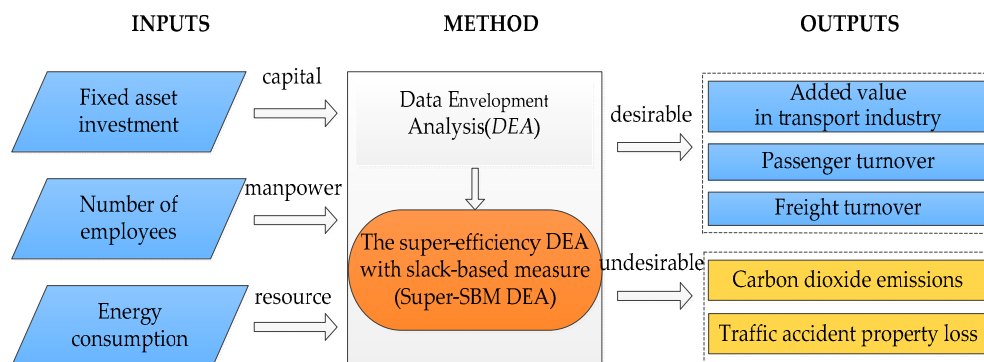 INPUTS
METHOD
OUTPUTS
Fixed asset
investment
capital
Number of
employees
manpower
Energy
consumption
resource
Data Envelopment
Analysis(DEA)
The super-efficiency DEA
with slack-based measure
(Super-SBM DEA)
desirable
Added value
in transport industry
Passenger turnover
Freight turnover
undesirable
Carbon dioxide emissions
Traffic accident property loss